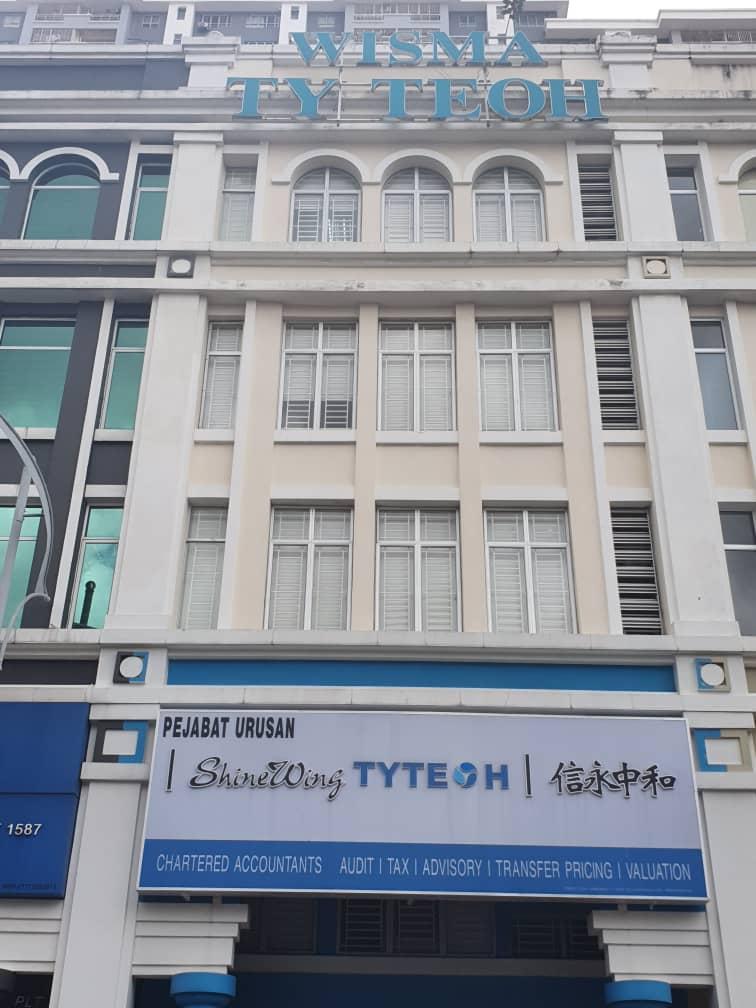 WISMA
TY TEOH
PEJABAT URUSAN
| ShineWing TYTEOH | 信永中和
CHARTERED ACCOUNTANTS AUDIT | TAX | ADVISORY | TRANSFER PRICING | VALUATION
1587
PLT